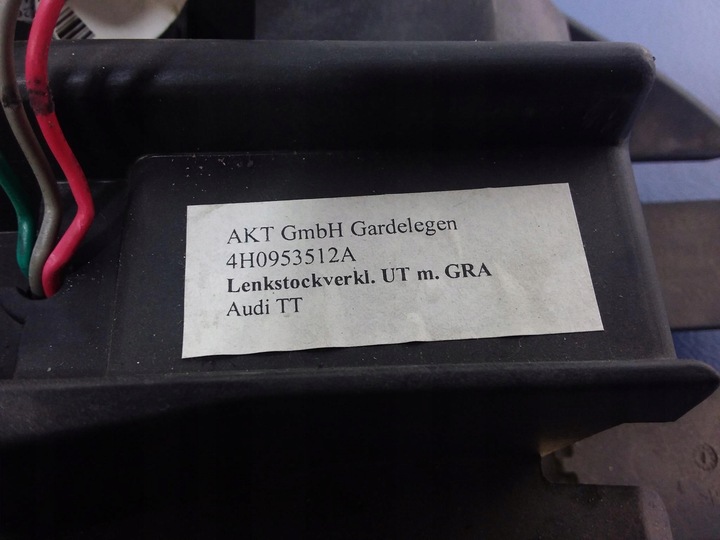 AKT GmbH Gardelegen
4H0953512A
Lenkstockverkl. UT m. GRA
Audi TT